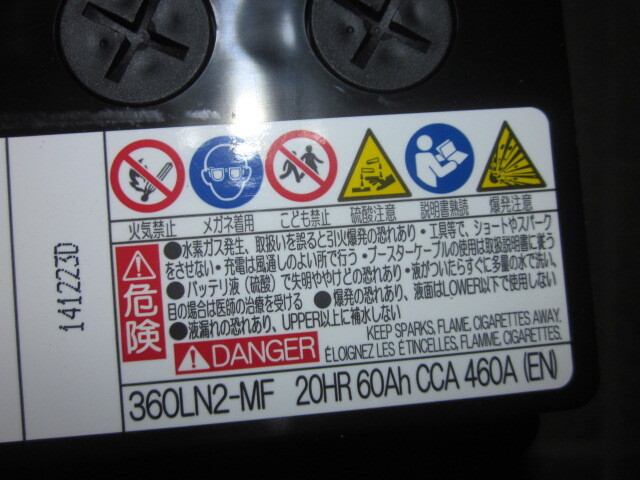 141223D
火気禁止 メガネ着用 こども禁止 硫酸注意 説明書熟読 爆発注意
危険
●水素ガス発生、取扱いを誤ると引火爆発の恐れあり・工具等で、ショートやスパーク
をさせない・充電は風通しのよい所で行う・ブースターケーブルの使用は取扱説明書に従う
●バッテリ液（硫酸）で失明ややけどの恐れあり・液がついたらすぐに多量の水で洗い、
目の場合は医師の治療を受ける ●爆発の恐れあり、液面はLOWER以下で使用しない
●液漏れの恐れあり、UPPER以上に補水しない
DANGER
KEEP SPARKS, FLAME, CIGARETTES AWAY.
ÉLOIGNEZ LES ÉTINCELLES, FLAMME, CIGARETTES.
360LN2-MF 20HR 60Ah CCA 460A (EN)